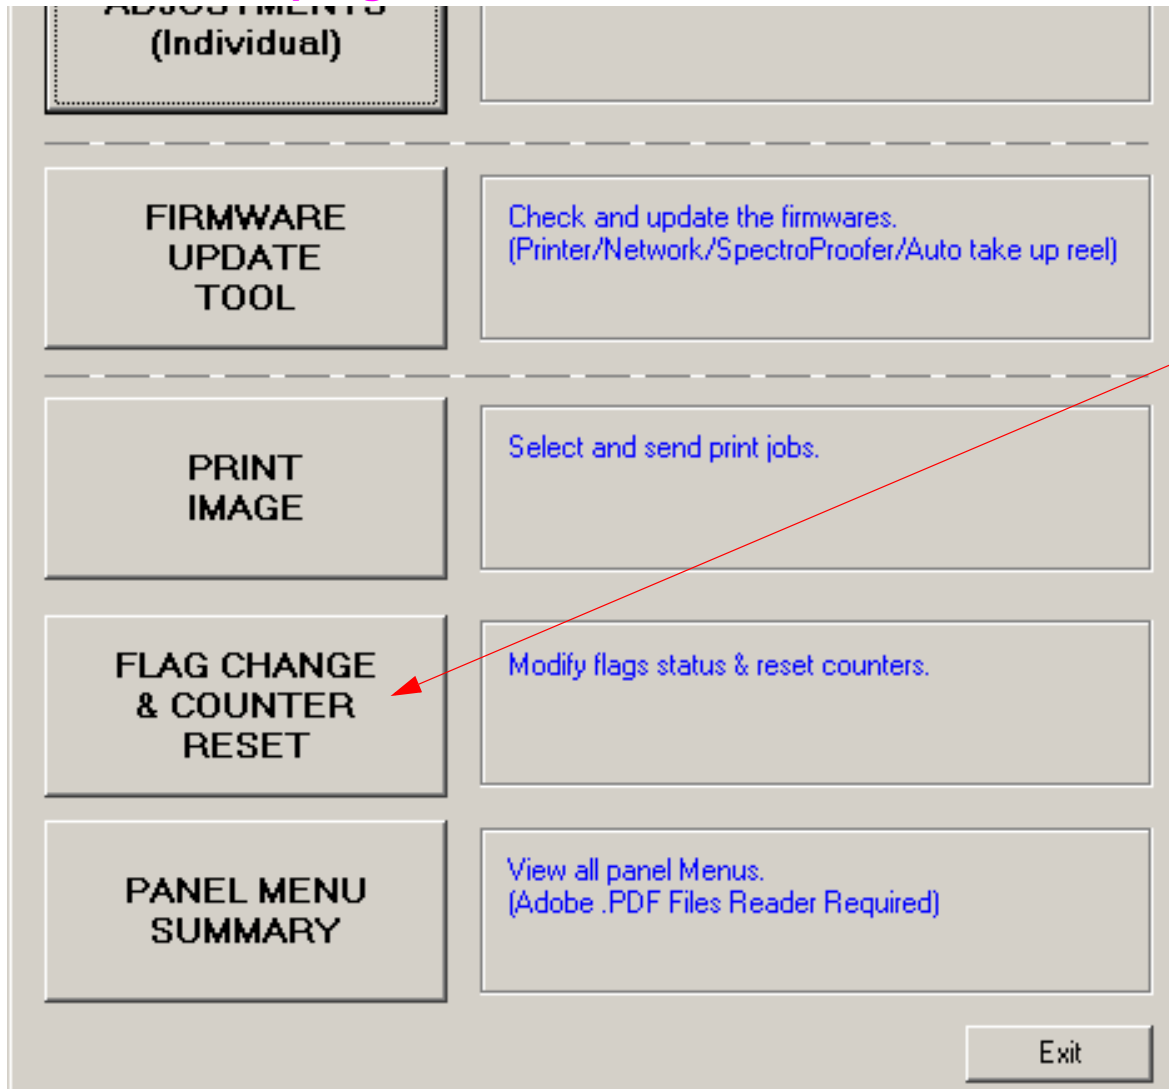 ADJUSTMENTS
(Individual)
FIRMWARE
UPDATE
TOOL
Check and update the firmwares.
(Printer/Network/SpectroProofer/Auto take up reel)
PRINT
IMAGE
Select and send print jobs.
FLAG CHANGE
& COUNTER
RESET
Modify flags status & reset counters.
PANEL MENU
SUMMARY
View all panel Menus.
(Adobe .PDF Files Reader Required)
Exit